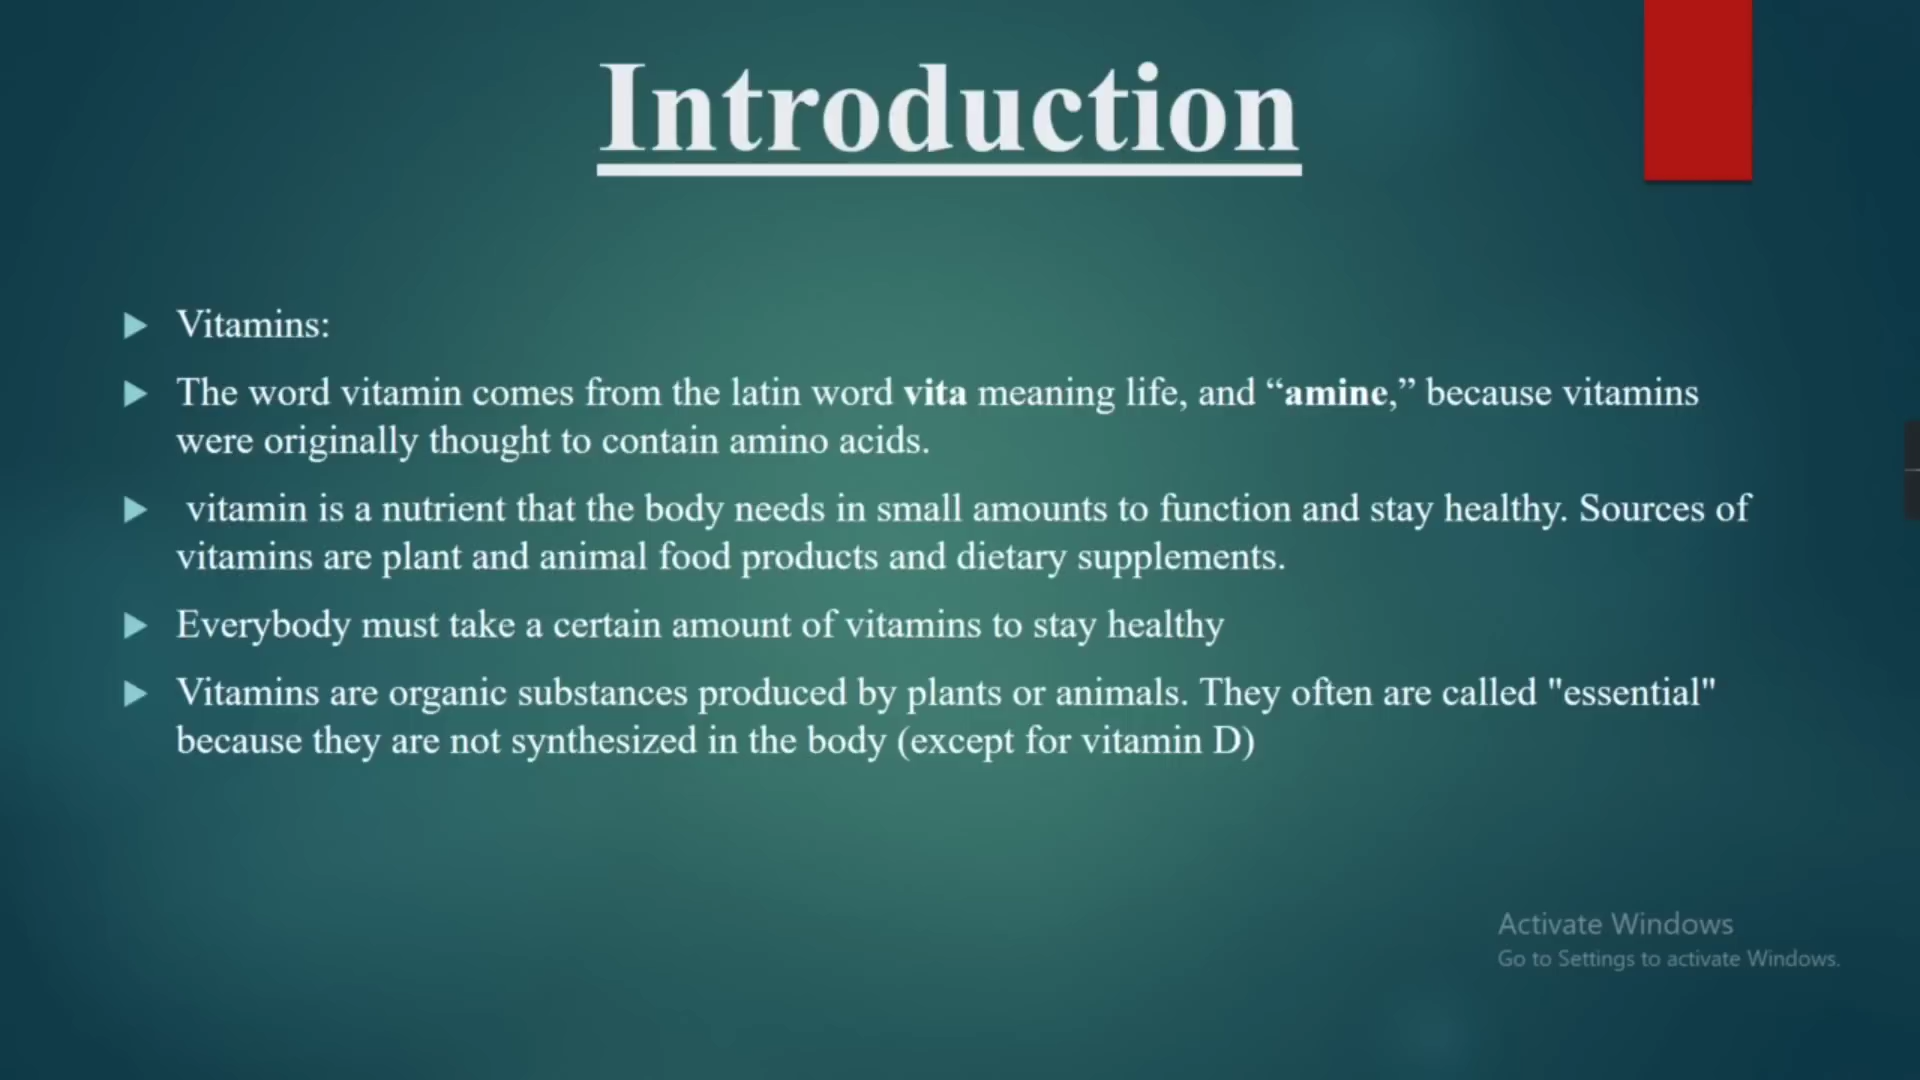 Introduction
Vitamins:
The word vitamin comes from the latin word vita meaning life, and “amine,” because vitamins
were originally thought to contain amino acids.
vitamin is a nutrient that the body needs in small amounts to function and stay healthy. Sources of
vitamins are plant and animal food products and dietary supplements.
Everybody must take a certain amount of vitamins to stay healthy
Vitamins are organic substances produced by plants or animals. They often are called "essential"
because they are not synthesized in the body (except for vitamin D)
Activate Windows
Go to Settings to activate Windows.